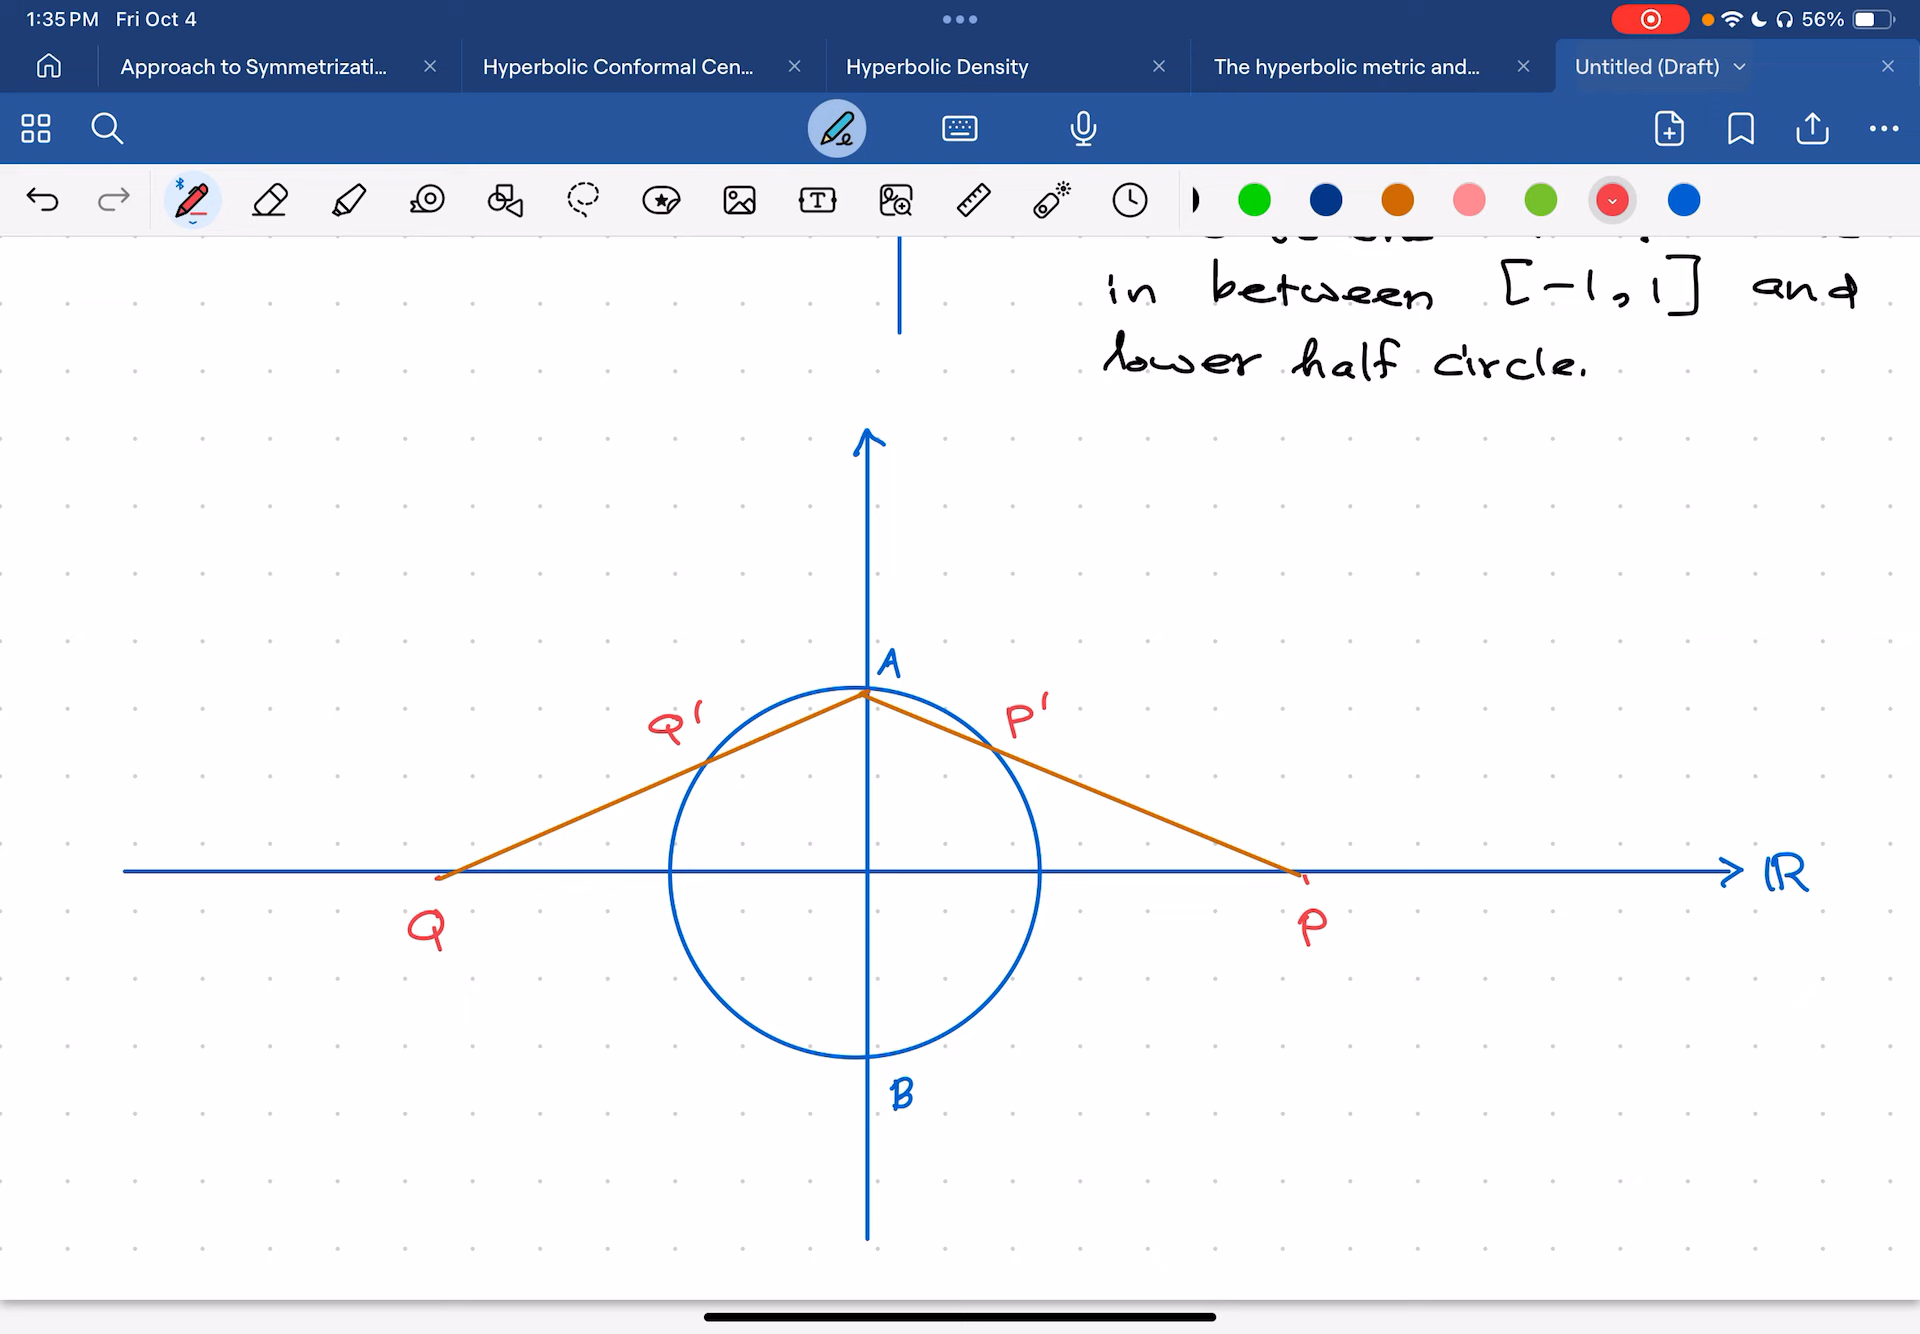 1:35 PM Fri Oct 4
56%
Approach to Symmetrizati...
Hyperbolic Conformal Cen...
Hyperbolic Density
The hyperbolic metric and...
Untitled (Draft)
in between [-1, 1] and
lower half circle.
A
Q'
P'
ℝ
Q
P
B